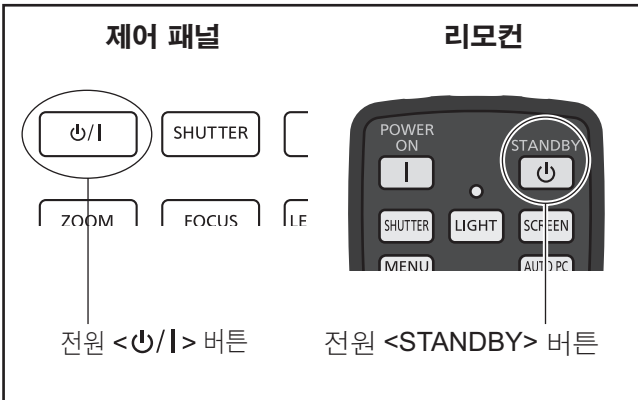 제어 패널
리모컨
⏻/|
SHUTTER
ZOOM
FOCUS
LE
POWER
ON
STANDBY
|
⏻
SHUTTER
LIGHT
SCREEN
MENU
AUTO PC
전원 <⏻/|> 버튼
전원 <STANDBY> 버튼